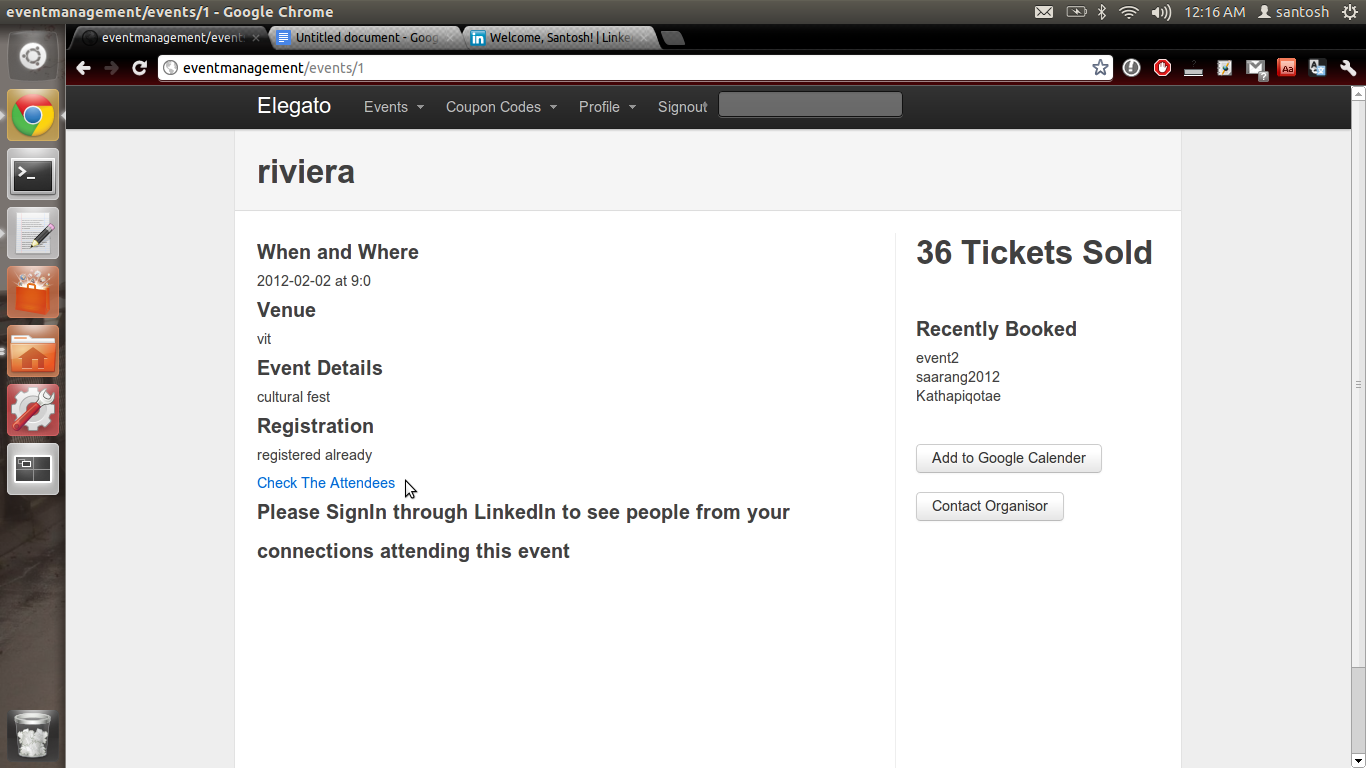 eventmanagement/events/1 - Google Chrome
12:16 AM santosh
eventmanagement/event
Untitled document - Goog
Welcome, Santosh! | Linke
eventmanagement/events/1
Elegato Events Coupon Codes Profile Signout
riviera
When and Where
2012-02-02 at 9:0
Venue
vit
Event Details
cultural fest
Registration
registered already
Check The Attendees
Please SignIn through LinkedIn to see people from your
connections attending this event
36 Tickets Sold
Recently Booked
event2
saarang2012
Kathapiqotae
Add to Google Calender
Contact Organisor